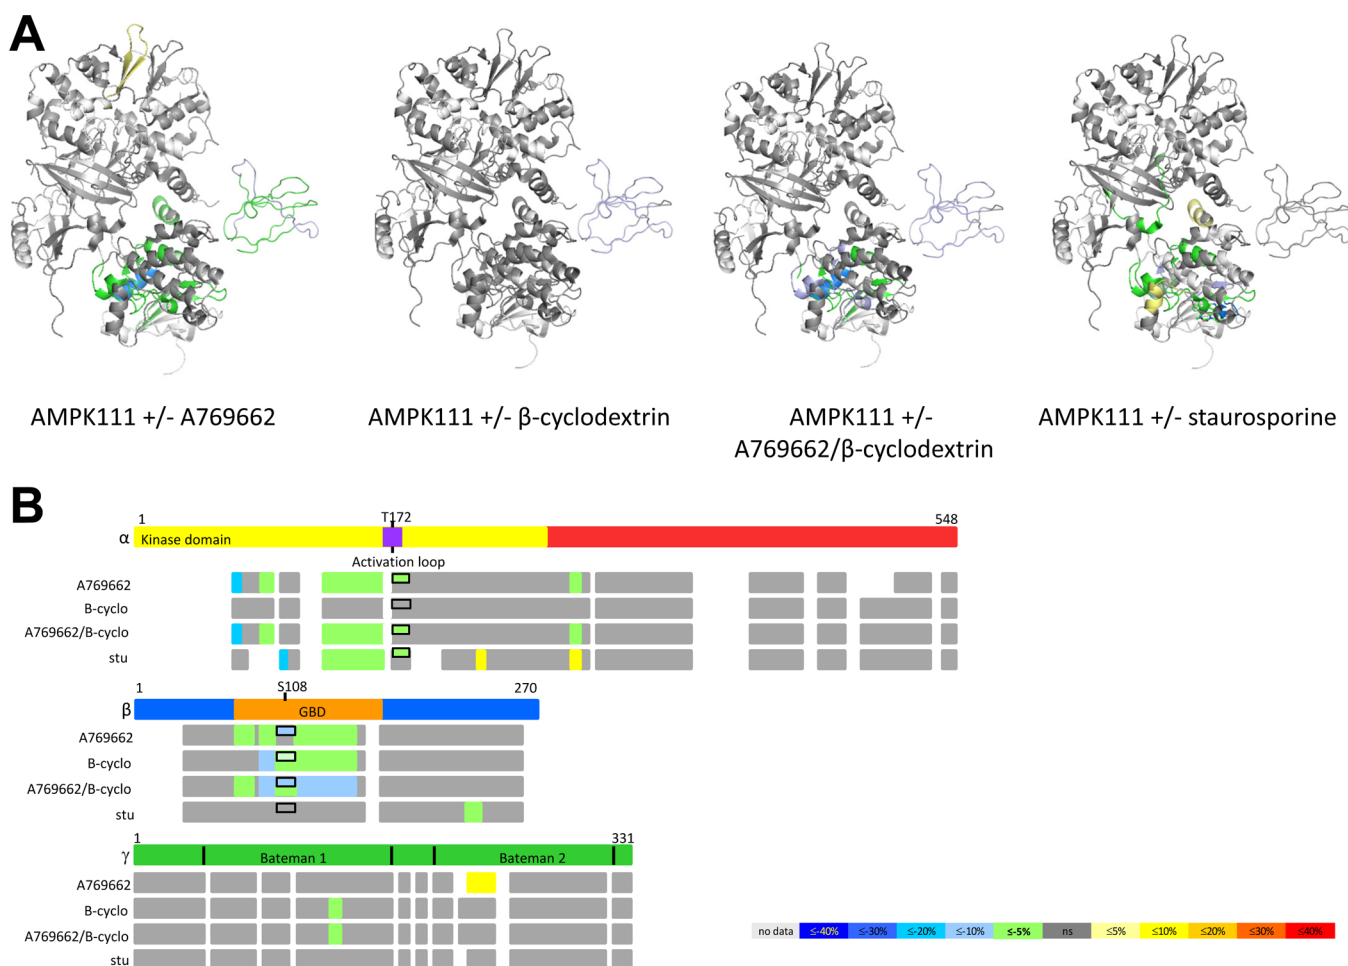 A
AMPK111 +/- A769662
AMPK111 +/- β-cyclodextrin
AMPK111 +/-
A769662/β-cyclodextrin
AMPK111 +/- staurosporine
B
1
T172
548
α
Kinase domain
Activation loop
A769662
B-cyclo
A769662/B-cyclo
stu
1
S108
270
β
GBD
A769662
B-cyclo
A769662/B-cyclo
stu
1
331
γ
Bateman 1
Bateman 2
A769662
B-cyclo
A769662/B-cyclo
stu
no data ≤-40% ≤-30% ≤-20% ≤-10% ≤-5% ns ≤5% ≤10% ≤20% ≤30% ≤40%